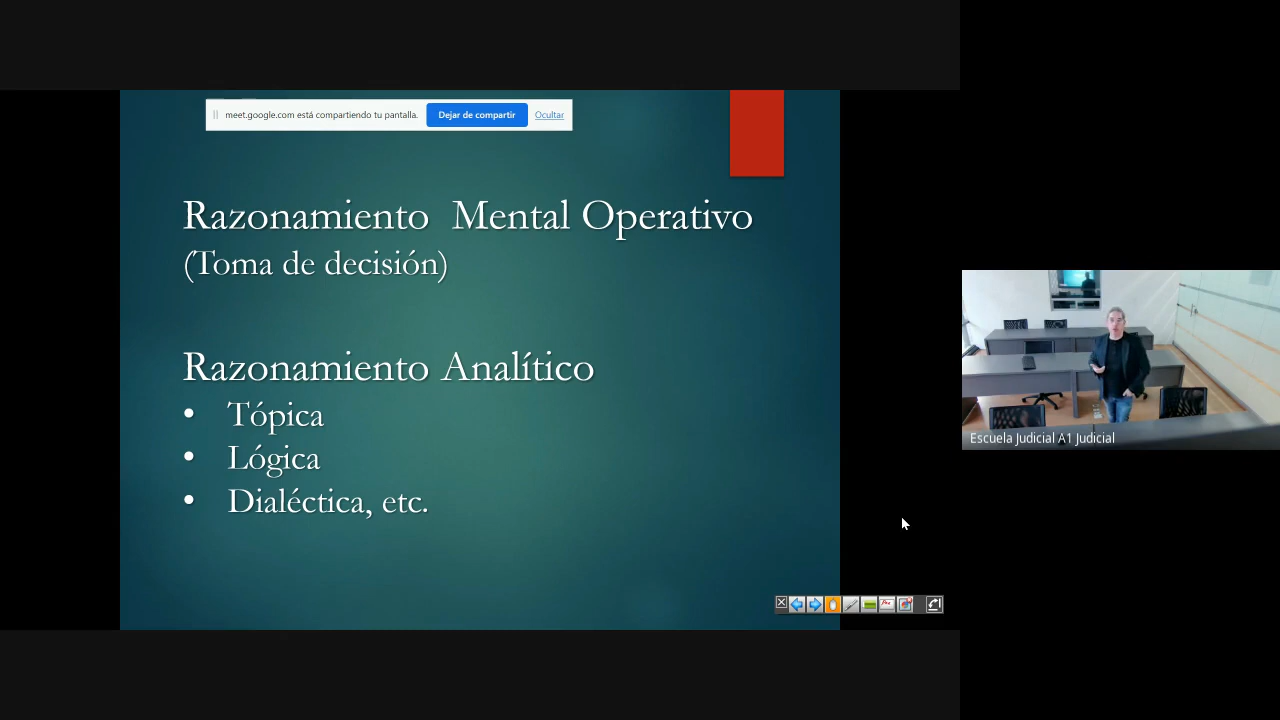 meet.google.com está compartiendo tu pantalla.
Dejar de compartir
Ocultar
Razonamiento Mental Operativo
(Toma de decisión)
Razonamiento Analítico
• Tópica
• Lógica
• Dialéctica, etc.
Escuela Judicial A1 Judicial